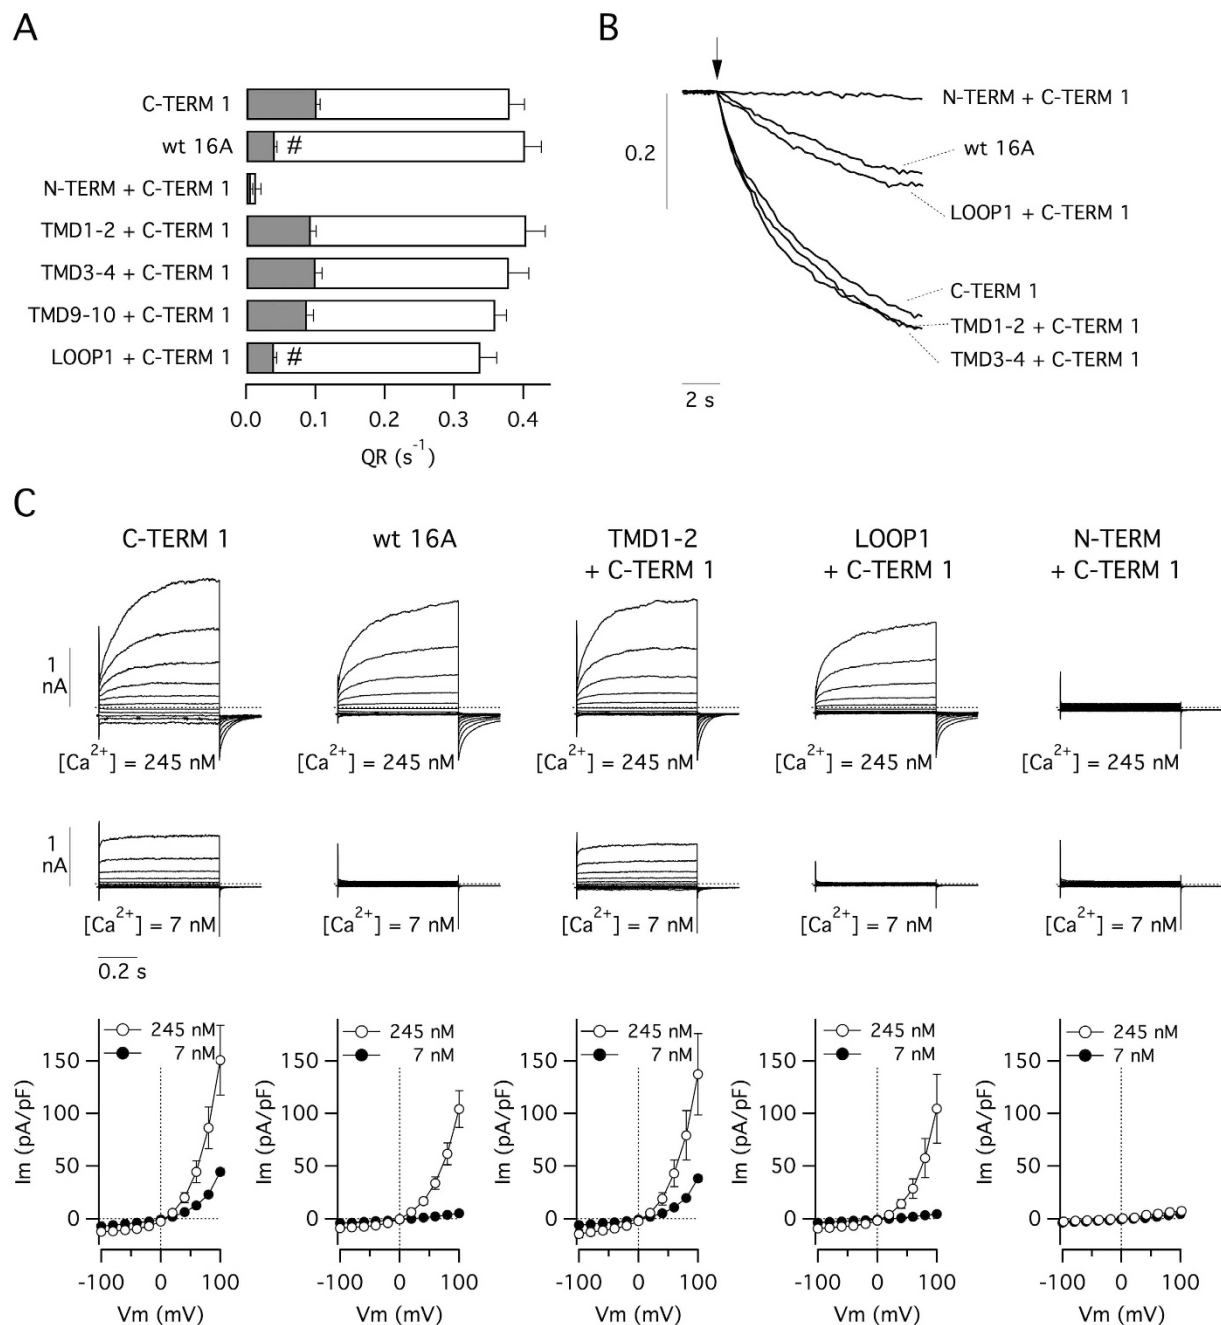 A
C-TERM 1
wt 16A
#
N-TERM + C-TERM 1
TMD1-2 + C-TERM 1
TMD3-4 + C-TERM 1
TMD9-10 + C-TERM 1
LOOP1 + C-TERM 1
#
0.0 0.1 0.2 0.3 0.4
QR (s⁻¹)
B
N-TERM + C-TERM 1
0.2
wt 16A
LOOP1 + C-TERM 1
C-TERM 1
TMD1-2 + C-TERM 1
TMD3-4 + C-TERM 1
2 s
C
C-TERM 1
wt 16A
TMD1-2
+ C-TERM 1
LOOP1
+ C-TERM 1
N-TERM
+ C-TERM 1
1
nA
[Ca²⁺] = 245 nM
[Ca²⁺] = 245 nM
[Ca²⁺] = 245 nM
[Ca²⁺] = 245 nM
[Ca²⁺] = 245 nM
1
nA
[Ca²⁺] = 7 nM
[Ca²⁺] = 7 nM
[Ca²⁺] = 7 nM
[Ca²⁺] = 7 nM
[Ca²⁺] = 7 nM
0.2 s
245 nM
7 nM
150
100
50
0
Im (pA/pF)
-100 0 100
Vm (mV)
245 nM
7 nM
150
100
50
0
Im (pA/pF)
-100 0 100
Vm (mV)
245 nM
7 nM
150
100
50
0
Im (pA/pF)
-100 0 100
Vm (mV)
245 nM
7 nM
150
100
50
0
Im (pA/pF)
-100 0 100
Vm (mV)
245 nM
7 nM
150
100
50
0
Im (pA/pF)
-100 0 100
Vm (mV)